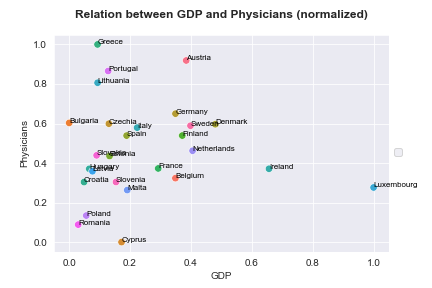 Relation between GDP and Physicians (normalized)
1.0
Greece
Austria
Portugal
0.8
Lithuania
Germany
0.6
Bulgaria
Czechia
Italy
Sweden
Denmark
Spain
Finland
Netherlands
Slovakia
Estonia
0.4
Hungary
Latvia
France
Ireland
Croatia
Slovenia
Belgium
Malta
Luxembourg
0.2
Poland
Romania
0.0
Cyprus
Physicians
0.0 0.2 0.4 0.6 0.8 1.0
GDP